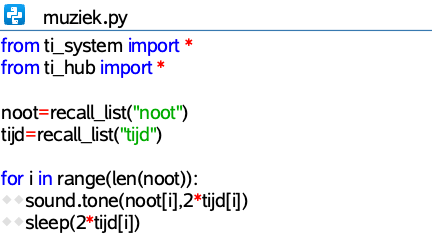 muziek.py
from ti_system import *
from ti_hub import *
noot=recall_list("noot")
tijd=recall_list("tijd")
for i in range(len(noot)):
◆◆sound.tone(noot[i],2*tijd[i])
◆◆sleep(2*tijd[i])